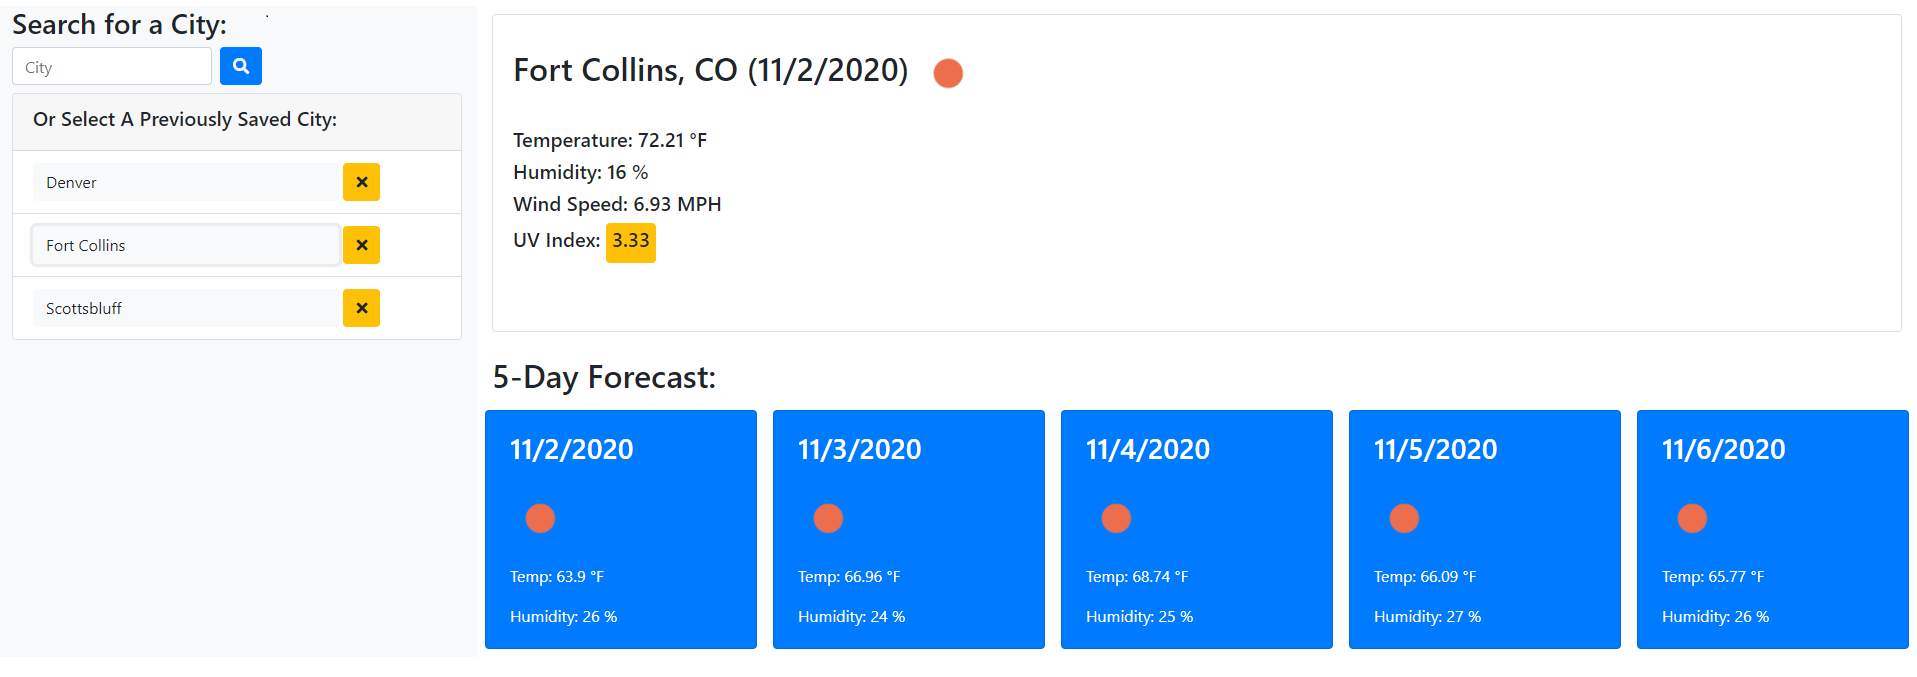 Search for a City:
City
Or Select A Previously Saved City:
Denver
Fort Collins
Scottsbluff
Fort Collins, CO (11/2/2020)
Temperature: 72.21 °F
Humidity: 16 %
Wind Speed: 6.93 MPH
UV Index: 3.33
5-Day Forecast:
11/2/2020
Temp: 63.9 °F
Humidity: 26 %
11/3/2020
Temp: 66.96 °F
Humidity: 24 %
11/4/2020
Temp: 68.74 °F
Humidity: 25 %
11/5/2020
Temp: 66.09 °F
Humidity: 27 %
11/6/2020
Temp: 65.77 °F
Humidity: 26 %